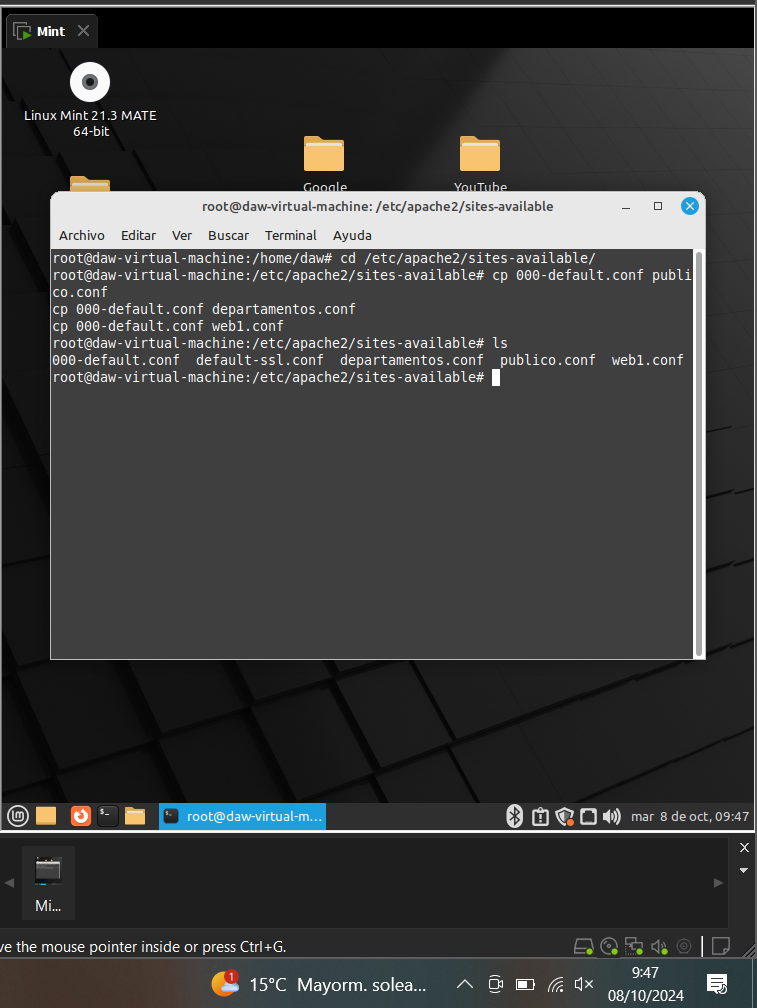 Mint
Linux Mint 21.3 MATE
64-bit
Google
YouTube
root@daw-virtual-machine: /etc/apache2/sites-available
Archivo Editar Ver Buscar Terminal Ayuda
root@daw-virtual-machine:/home/daw# cd /etc/apache2/sites-available/
root@daw-virtual-machine:/etc/apache2/sites-available# cp 000-default.conf publi
co.conf
cp 000-default.conf departamentos.conf
cp 000-default.conf web1.conf
root@daw-virtual-machine:/etc/apache2/sites-available# ls
000-default.conf  default-ssl.conf  departamentos.conf  publico.conf  web1.conf
root@daw-virtual-machine:/etc/apache2/sites-available#
root@daw-virtual-m...
mar 8 de oct, 09:47
Mi...
ve the mouse pointer inside or press Ctrl+G.
1
15°C Mayorm. solea...
9:47
08/10/2024